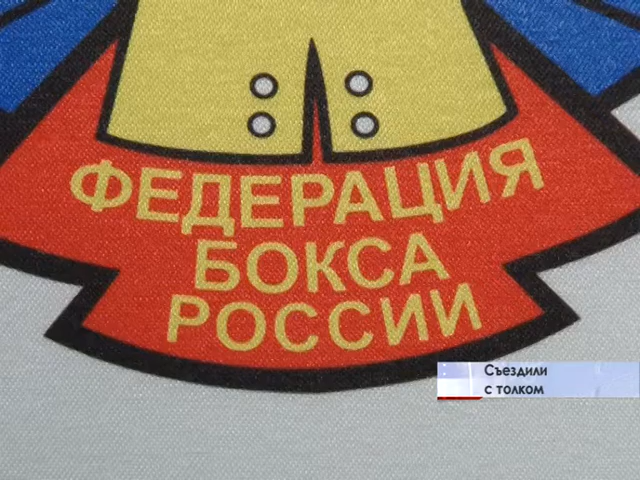 ФЕДЕРАЦИЯ
БОКСА
РОССИИ
Съездили
с толком